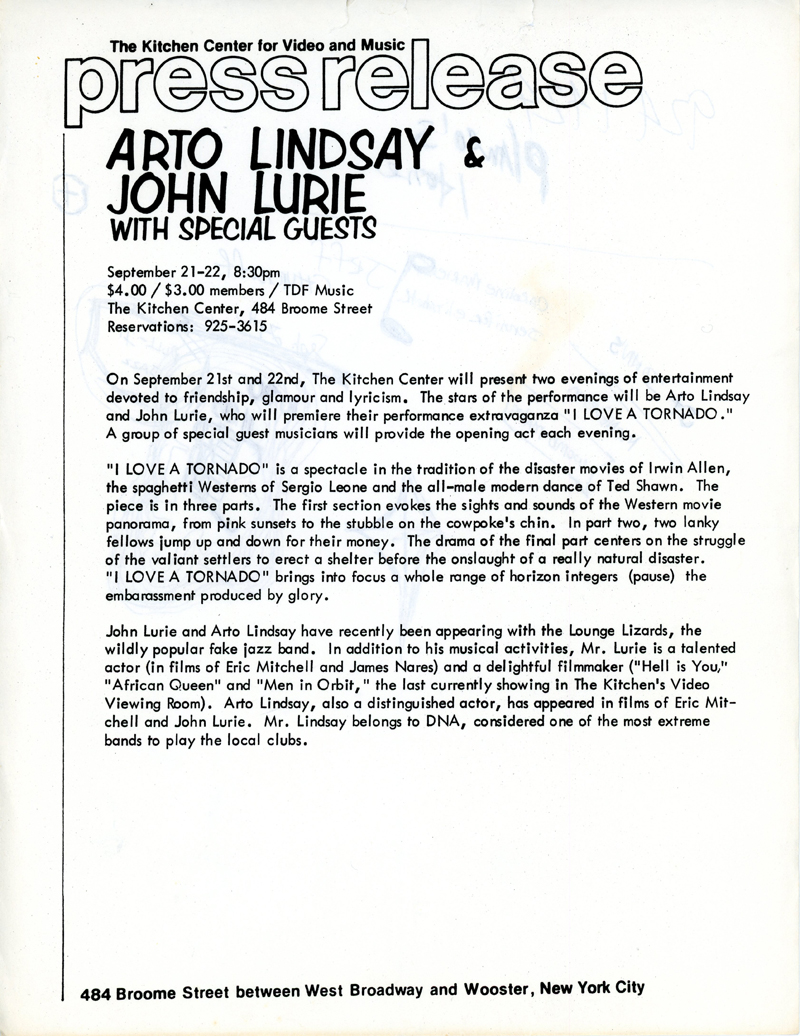 The Kitchen Center for Video and Music
press release
ARTO LINDSAY &
JOHN LURIE
WITH SPECIAL GUESTS
September 21-22, 8:30pm
$4.00 / $3.00 members / TDF Music
The Kitchen Center, 484 Broome Street
Reservations: 925-3615
On September 21st and 22nd, The Kitchen Center will present two evenings of entertainment
devoted to friendship, glamour and lyricism. The stars of the performance will be Arto Lindsay
and John Lurie, who will premiere their performance extravaganza "I LOVE A TORNADO."
A group of special guest musicians will provide the opening act each evening.
"I LOVE A TORNADO" is a spectacle in the tradition of the disaster movies of Irwin Allen,
the spaghetti Westerns of Sergio Leone and the all-male modern dance of Ted Shawn. The
piece is in three parts. The first section evokes the sights and sounds of the Western movie
panorama, from pink sunsets to the stubble on the cowpoke's chin. In part two, two lanky
fellows jump up and down for their money. The drama of the final part centers on the struggle
of the valiant settlers to erect a shelter before the onslaught of a really natural disaster.
"I LOVE A TORNADO" brings into focus a whole range of horizon integers (pause) the
embarassment produced by glory.
John Lurie and Arto Lindsay have recently been appearing with the Lounge Lizards, the
wildly popular fake jazz band. In addition to his musical activities, Mr. Lurie is a talented
actor (in films of Eric Mitchell and James Nares) and a delightful filmmaker ("Hell is You,"
"African Queen" and "Men in Orbit," the last currently showing in The Kitchen's Video
Viewing Room). Arto Lindsay, also a distinguished actor, has appeared in films of Eric Mit-
chell and John Lurie. Mr. Lindsay belongs to DNA, considered one of the most extreme
bands to play the local clubs.
484 Broome Street between West Broadway and Wooster, New York City